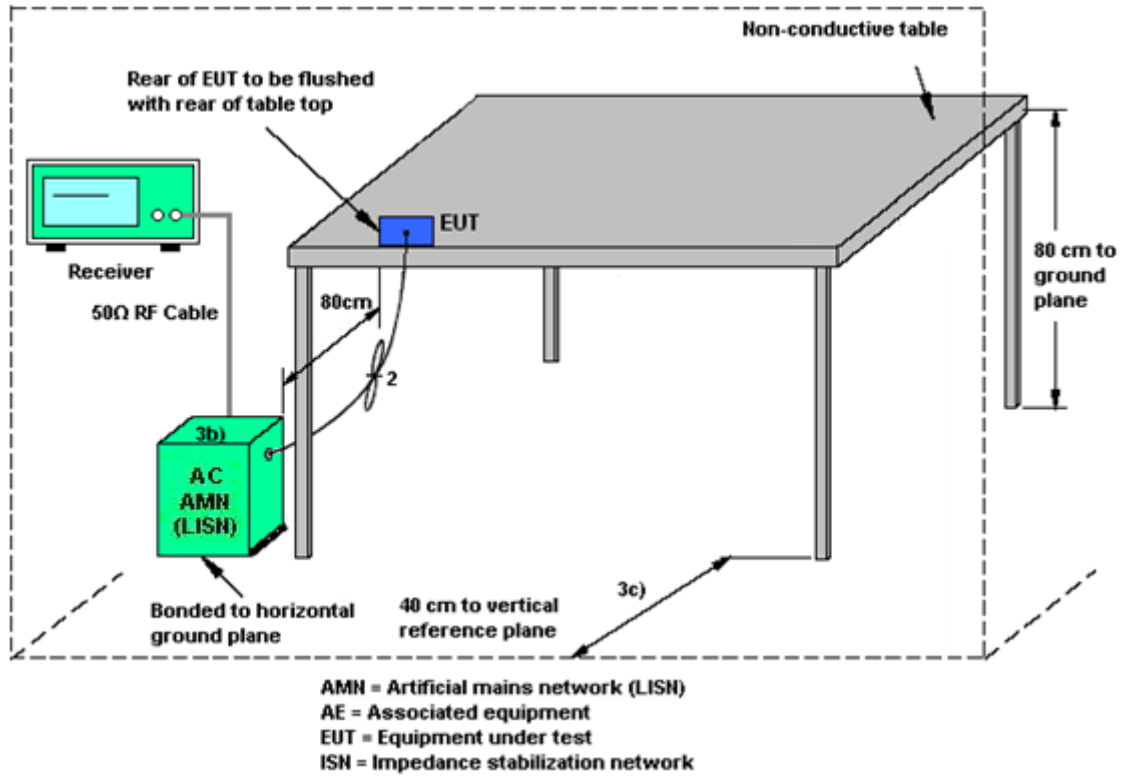 Non-conductive table
Rear of EUT to be flushed
with rear of table top
EUT
Receiver
50Ω RF Cable
80cm
80 cm to
ground
plane
2
3b)
AC
AMN
(LISN)
Bonded to horizontal
ground plane
40 cm to vertical
reference plane
3c)
AMN = Artificial mains network (LISN)
AE = Associated equipment
EUT = Equipment under test
ISN = Impedance stabilization network